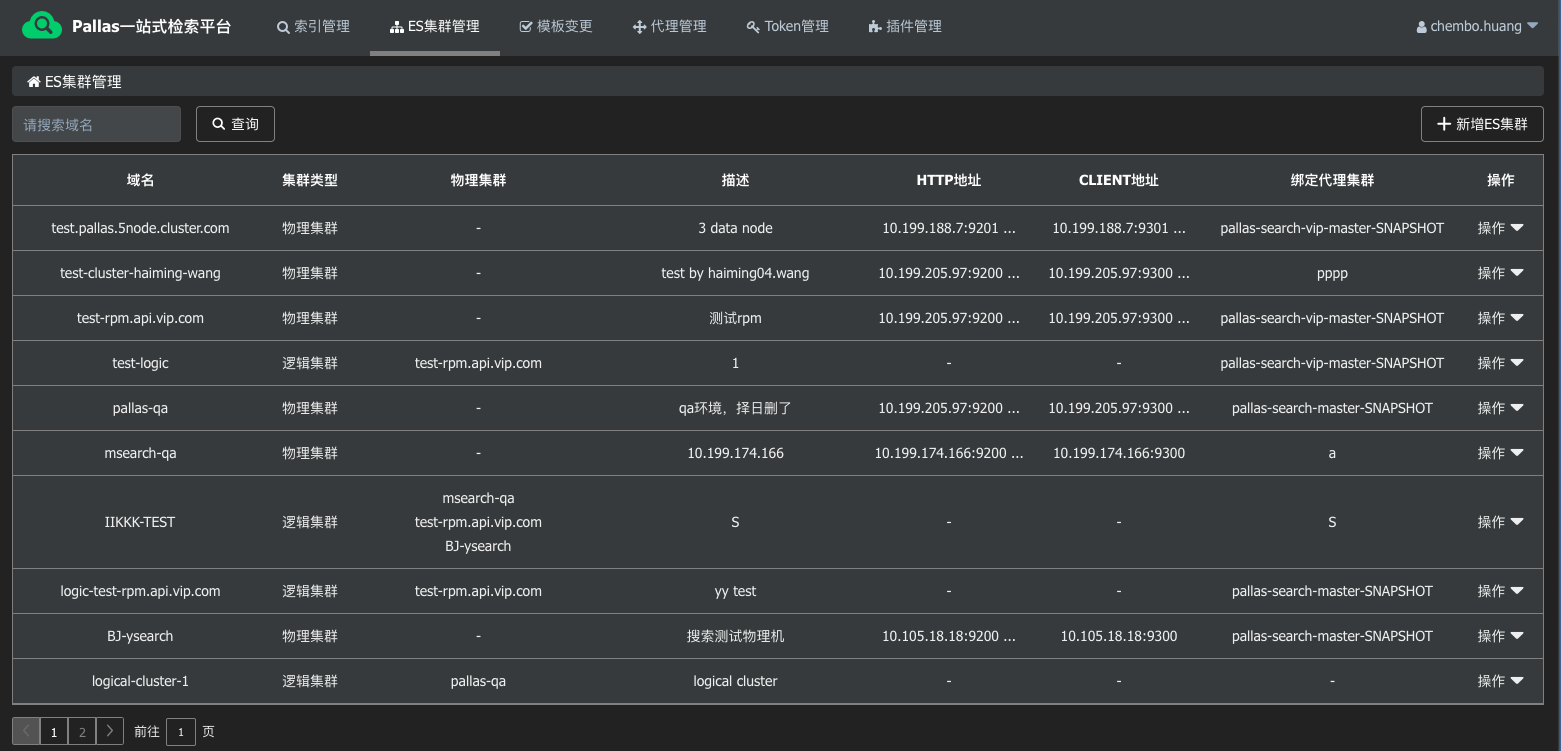 Pallas一站式检索平台 索引管理 ES集群管理 模板变更 代理管理 Token管理 插件管理 chembo.huang
ES集群管理
请搜索域名 查询 新增ES集群
域名 集群类型 物理集群 描述 HTTP地址 CLIENT地址 绑定代理集群 操作
test.pallas.5node.cluster.com 物理集群 - 3 data node 10.199.188.7:9201 ... 10.199.188.7:9301 ... pallas-search-vip-master-SNAPSHOT 操作
test-cluster-haiming-wang 物理集群 - test by haiming04.wang 10.199.205.97:9200 ... 10.199.205.97:9300 ... pppp 操作
test-rpm.api.vip.com 物理集群 - 测试rpm 10.199.205.97:9200 ... 10.199.205.97:9300 ... pallas-search-vip-master-SNAPSHOT 操作
test-logic 逻辑集群 test-rpm.api.vip.com 1 - - pallas-search-vip-master-SNAPSHOT 操作
pallas-qa 物理集群 - qa环境，择日删了 10.199.205.97:9200 ... 10.199.205.97:9300 ... pallas-search-master-SNAPSHOT 操作
msearch-qa 物理集群 - 10.199.174.166 10.199.174.166:9200 ... 10.199.174.166:9300 a 操作
msearch-qa
IIKKK-TEST 逻辑集群 test-rpm.api.vip.com S - - S 操作
BJ-ysearch
logic-test-rpm.api.vip.com 逻辑集群 test-rpm.api.vip.com yy test - - pallas-search-master-SNAPSHOT 操作
BJ-ysearch 物理集群 - 搜索测试物理机 10.105.18.18:9200 ... 10.105.18.18:9300 pallas-search-master-SNAPSHOT 操作
logical-cluster-1 逻辑集群 pallas-qa logical cluster - - - 操作
1 2 前往 1 页